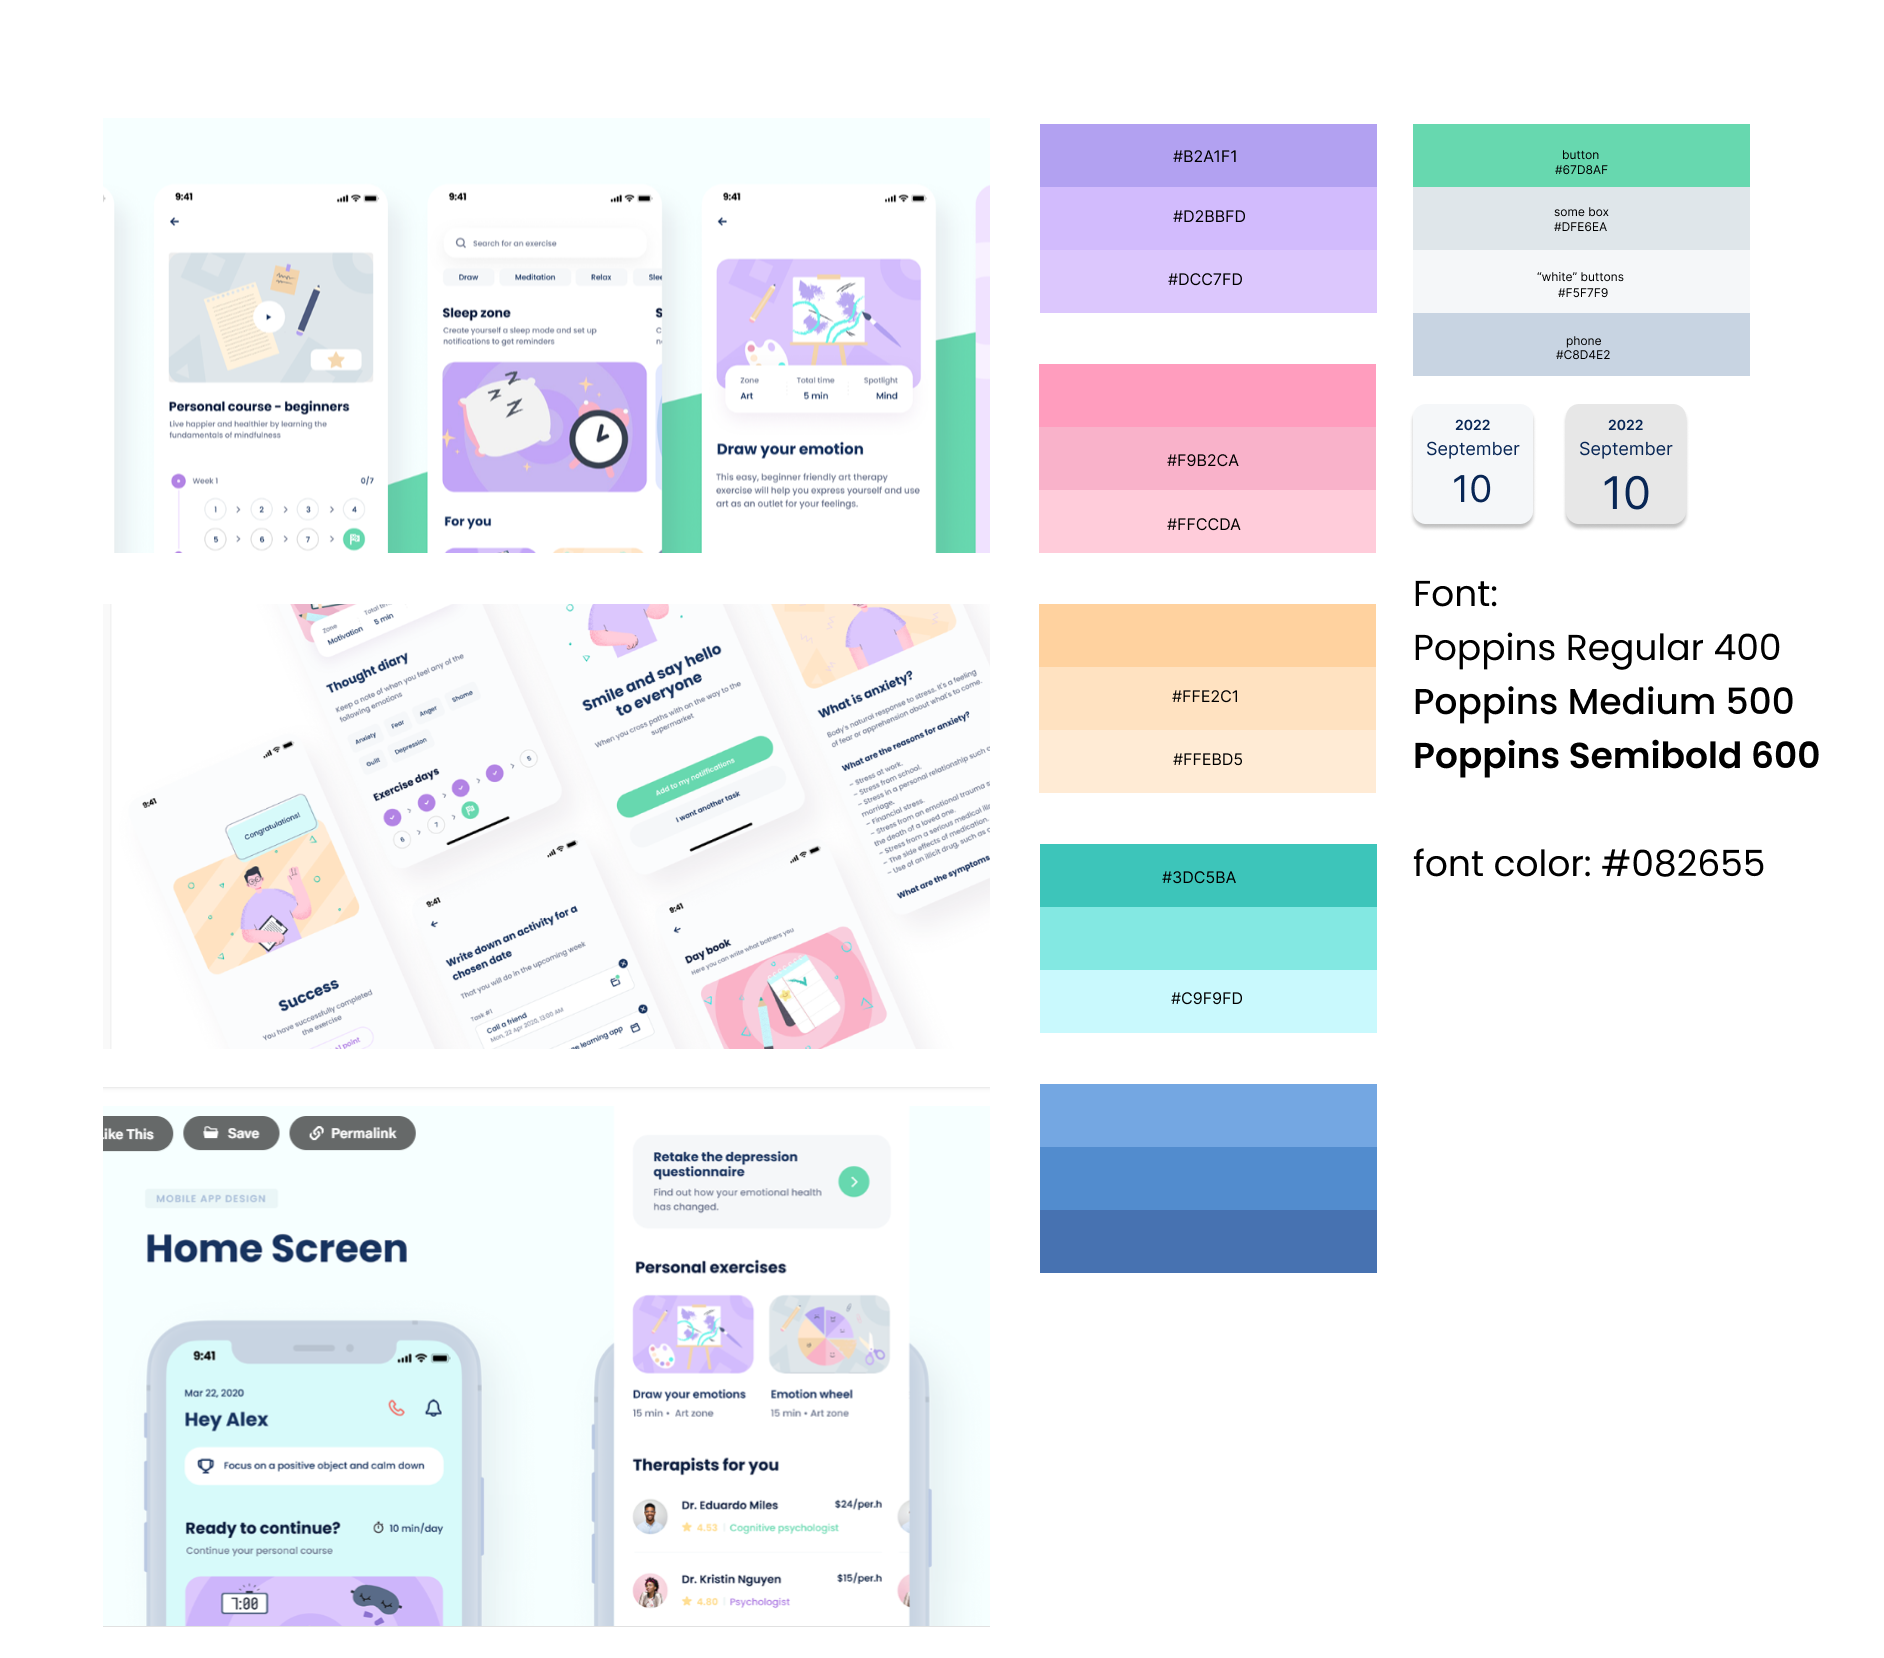 9:41
Personal course - beginners
Live happier and healthier by learning the
fundamentals of mindfulness
Week 1
0/7
1 > 2 > 3 > 4
5 > 6 > 7 >
9:41
Search for an exercise
Draw
Meditation
Relax
Slee
Sleep zone
Create yourself a sleep mode and set up
notifications to get reminders
S
C
Z
Z
Z
For you
9:41
Zone
Total time
Spotlight
Art
5 min
Mind
Draw your emotion
This easy, beginner friendly art therapy
exercise will help you express yourself and use
art as an outlet for your feelings.
#B2A1F1
#D2BBFD
#DCC7FD
#F9B2CA
#FFCCDA
#FFE2C1
#FFEBD5
#3DC5BA
#C9F9FD
button
#67D8AF
some box
#DFE6EA
“white” buttons
#F5F7F9
phone
#C8D4E2
2022
September
10
2022
September
10
Font:
Poppins Regular 400
Poppins Medium 500
Poppins Semibold 600
font color: #082655
9:41
Congratulations!
Success
You have successfully completed
the exercise
point
Zone
Total time
Motivation
5 min
Thought diary
Keep a note of when you feel any of the
following emotions
Anxiety
Fear
Anger
Shame
Guilt
Depression
Exercise days
5
6
7
Smile and say hello
to everyone
When you cross paths with on the way to the
supermarket
Add to my notifications
I want another task
What is anxiety?
Body's natural response to stress. It's a feeling
of fear or apprehension about what's to come.
What are the reasons for anxiety?
- Stress at work.
- Stress from school.
- Stress in a personal relationship such
marriage.
- Financial stress.
- Stress from an emotional trauma
the death of a loved one.
- Stress from a serious medical
- The side effects of medication.
- Use of an illicit drug, such as
What are the symptoms
9:41
Write down an activity for a
chosen date
That you will do in the upcoming week
Task #1
Call a friend
Mon, 22 Apr 2020, 13:00 AM
learning app
9:41
Day book
Here you can write what bothers you
ike This
Save
Permalink
MOBILE APP DESIGN
Home Screen
9:41
Mar 22, 2020
Hey Alex
Focus on a positive object and calm down
Ready to continue?
10 min/day
Continue your personal course
7:00
Retake the depression
questionnaire
Find out how your emotional health
has changed.
Personal exercises
Draw your emotions
15 min • Art zone
Emotion wheel
15 min • Art zone
Therapists for you
Dr. Eduardo Miles
$24/per.h
4.53 | Cognitive psychologist
Dr. Kristin Nguyen
$15/per.h
4.80 | Psychologist